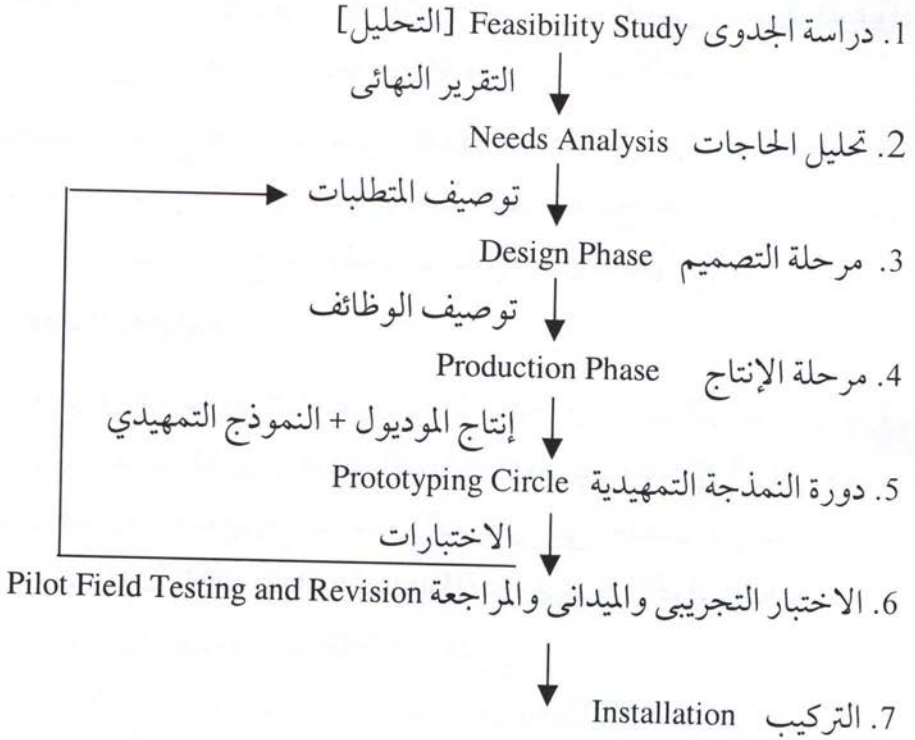 1. دراسة الجدوى Feasibility Study [التحليل]
التقرير النهائى
2. تحليل الحاجات Needs Analysis
توصيف المتطلبات
3. مرحلة التصميم Design Phase
توصيف الوظائف
4. مرحلة الإنتاج Production Phase
إنتاج الموديول + النموذج التمهيدي
5. دورة النمذجة التمهيدية Prototyping Circle
الاختبارات
6. الاختبار التجريبى والميدانى والمراجعة Pilot Field Testing and Revision
7. التركيب Installation